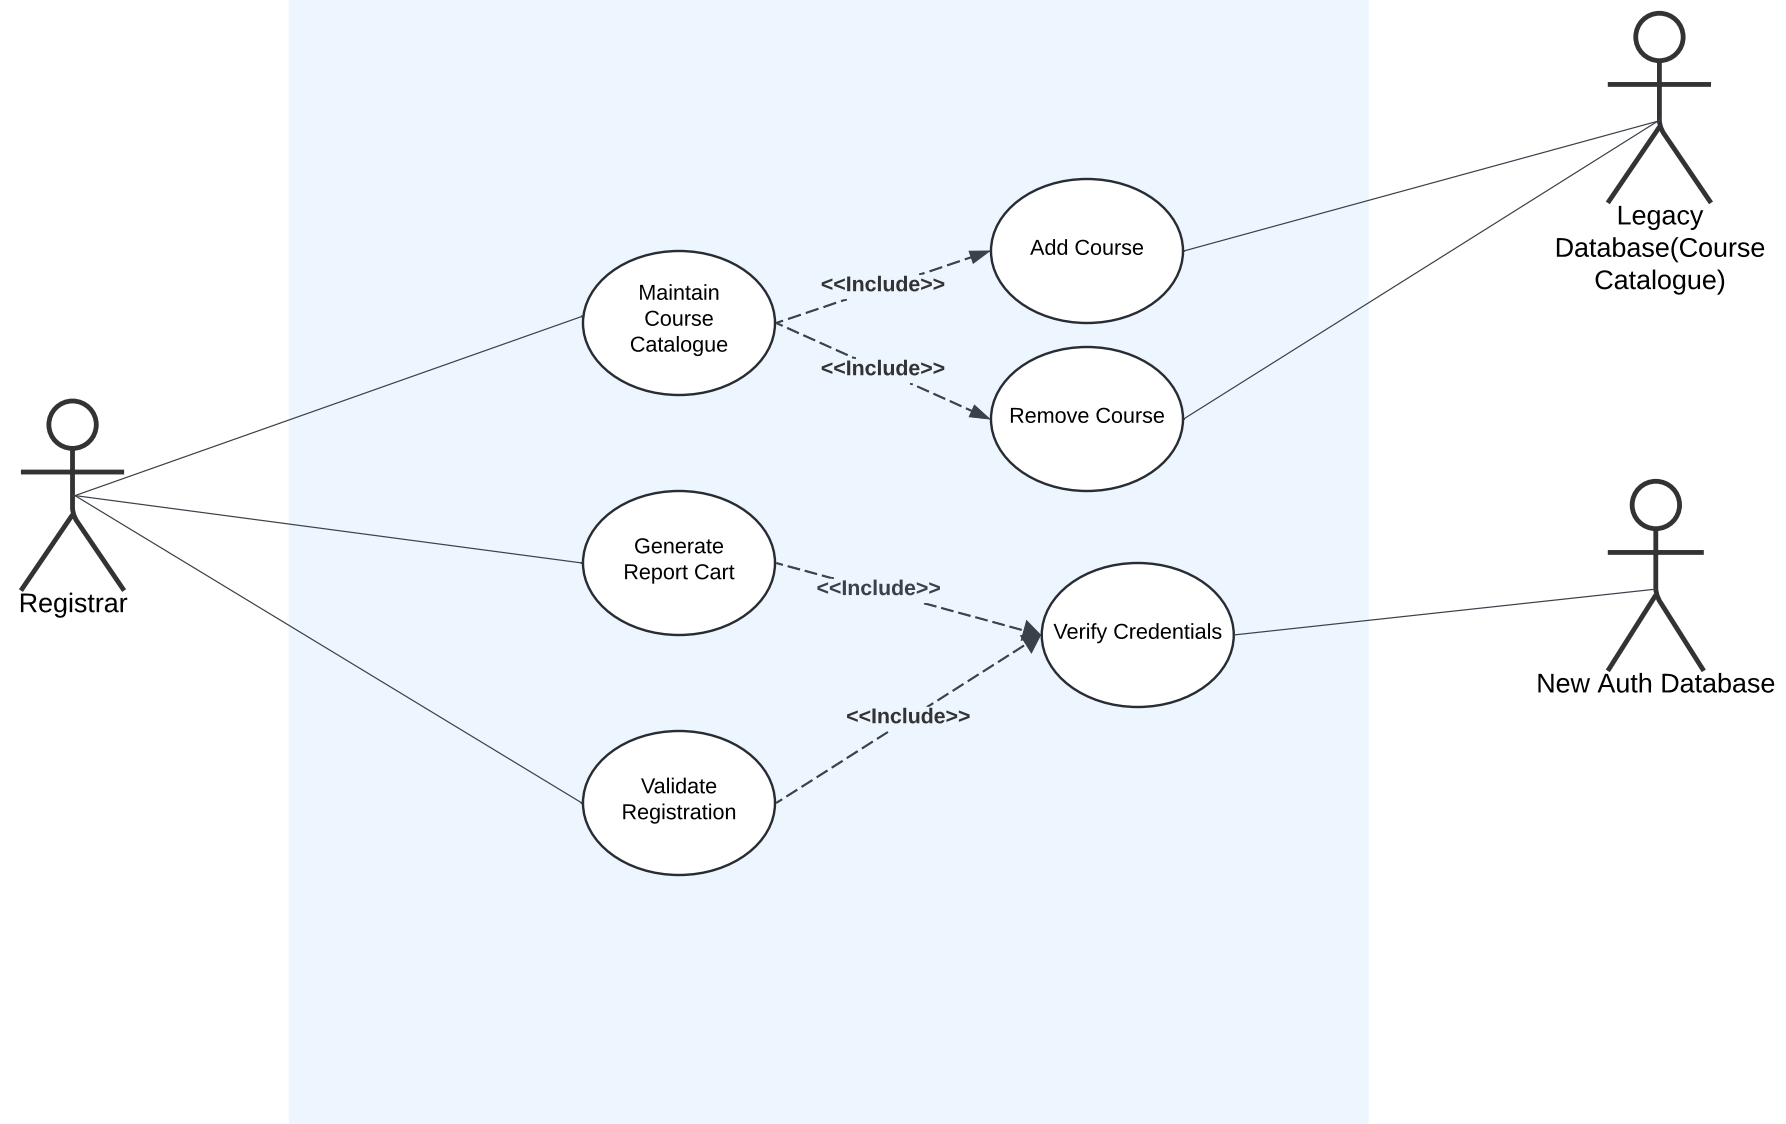 Legacy
Database(Course
Catalogue)
Add Course
<<Include>>
Maintain
Course
Catalogue
<<Include>>
Remove Course
Generate
Report Cart
<<Include>>
Registrar
Verify Credentials
New Auth Database
<<Include>>
Validate
Registration